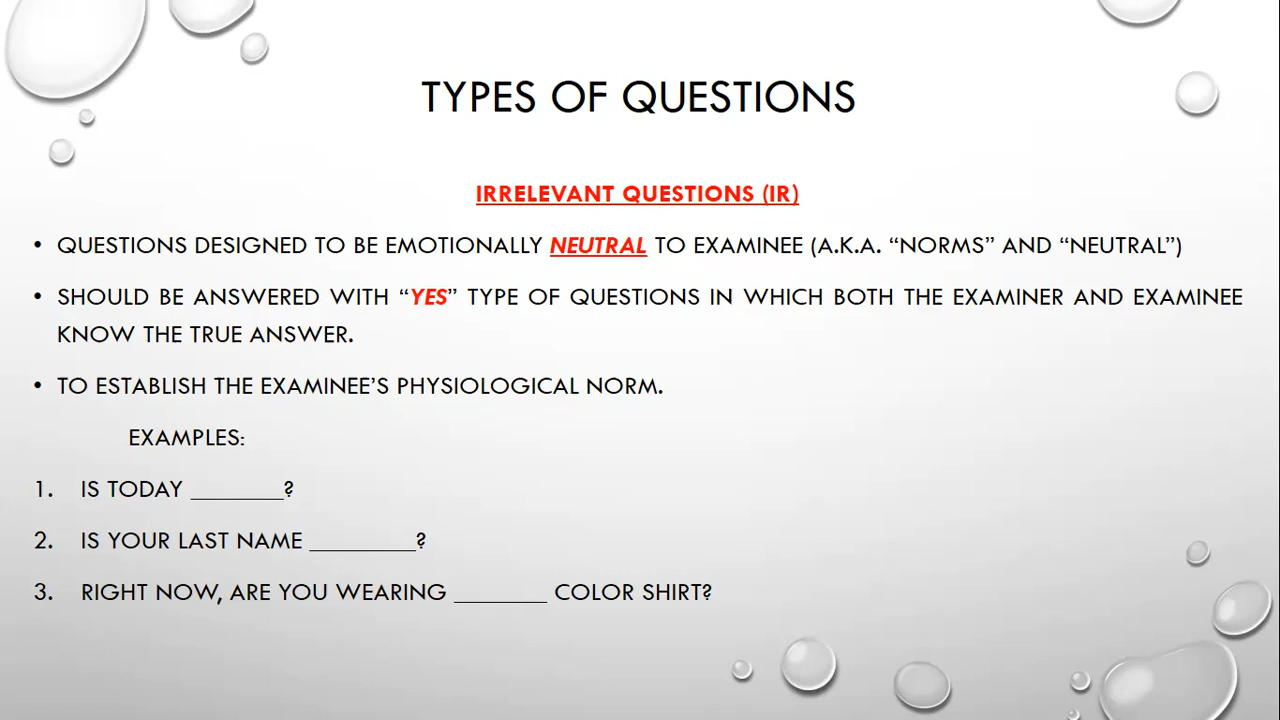 TYPES OF QUESTIONS
IRRELEVANT QUESTIONS (IR)
• QUESTIONS DESIGNED TO BE EMOTIONALLY NEUTRAL TO EXAMINEE (A.K.A. “NORMS” AND “NEUTRAL”)
• SHOULD BE ANSWERED WITH “YES” TYPE OF QUESTIONS IN WHICH BOTH THE EXAMINER AND EXAMINEE
KNOW THE TRUE ANSWER.
• TO ESTABLISH THE EXAMINEE’S PHYSIOLOGICAL NORM.
EXAMPLES:
1. IS TODAY ________?
2. IS YOUR LAST NAME _________?
3. RIGHT NOW, ARE YOU WEARING ________ COLOR SHIRT?